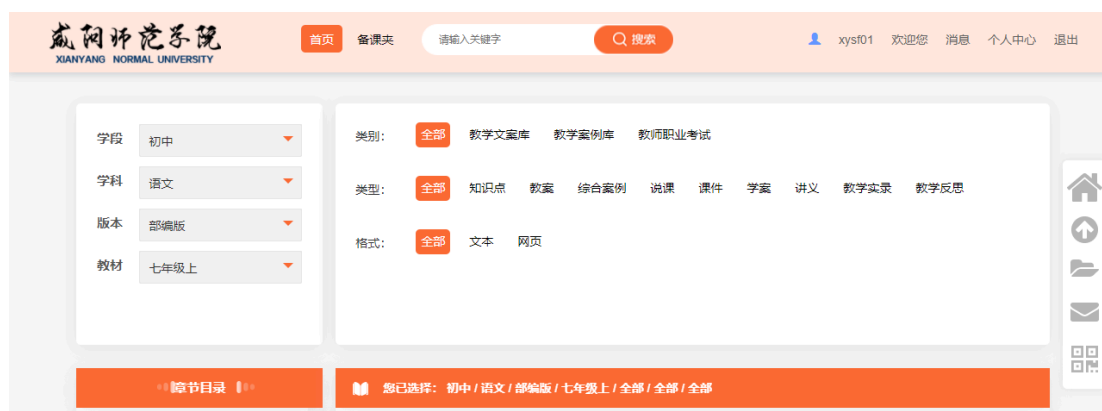 咸阳师范学院
XIANYANG NORMAL UNIVERSITY
首页 备课夹 请输入关键字 搜索 xysf01 欢迎您 消息 个人中心 退出
学段 初中
学科 语文
版本 部编版
教材 七年级上
类别: 全部 教学文案库 教学案例库 教师职业考试
类型: 全部 知识点 教案 综合案例 说课 课件 学案 讲义 教学实录 教学反思
格式: 全部 文本 网页
章节目录
您已选择: 初中 / 语文 / 部编版 / 七年级上 / 全部 / 全部 / 全部